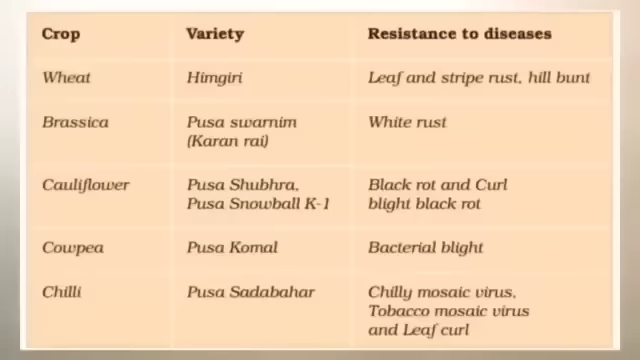 Crop Variety Resistance to diseases
Wheat Himgiri Leaf and stripe rust, hill bunt
Brassica Pusa swarnim White rust
(Karan rai)
Cauliflower Pusa Shubhra, Black rot and Curl
Pusa Snowball K-1 blight black rot
Cowpea Pusa Komal Bacterial blight
Chilli Pusa Sadabahar Chilly mosaic virus,
Tobacco mosaic virus
and Leaf curl